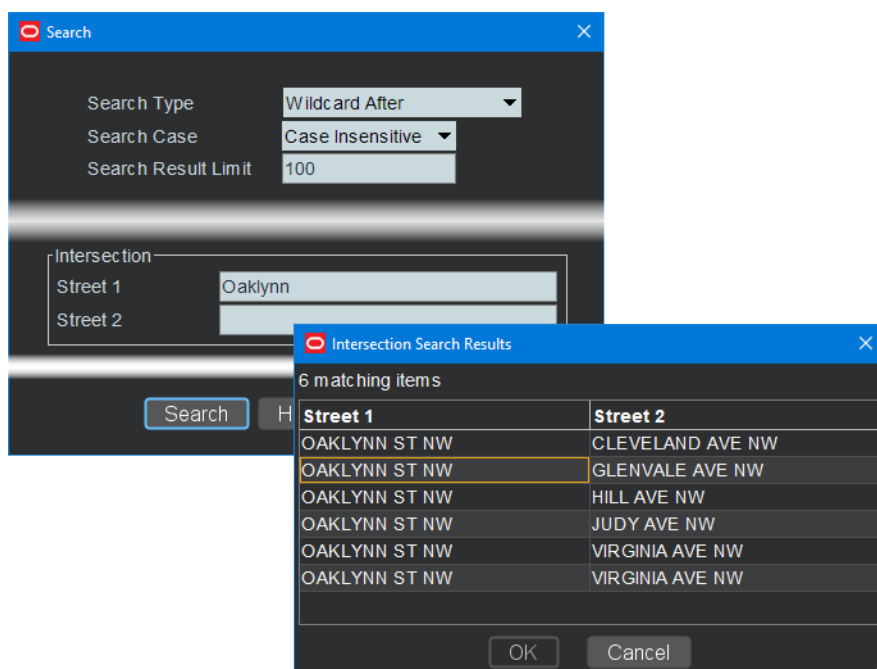 Search
Search Type Wildcard After
Search Case Case Insensitive
Search Result Limit 100
Intersection
Street 1 Oaklynn
Street 2
Search H
Intersection Search Results
6 matching items
Street 1 Street 2
OAKLYNN ST NW CLEVELAND AVE NW
OAKLYNN ST NW GLENVALE AVE NW
OAKLYNN ST NW HILL AVE NW
OAKLYNN ST NW JUDY AVE NW
OAKLYNN ST NW VIRGINIA AVE NW
OAKLYNN ST NW VIRGINIA AVE NW
OK Cancel